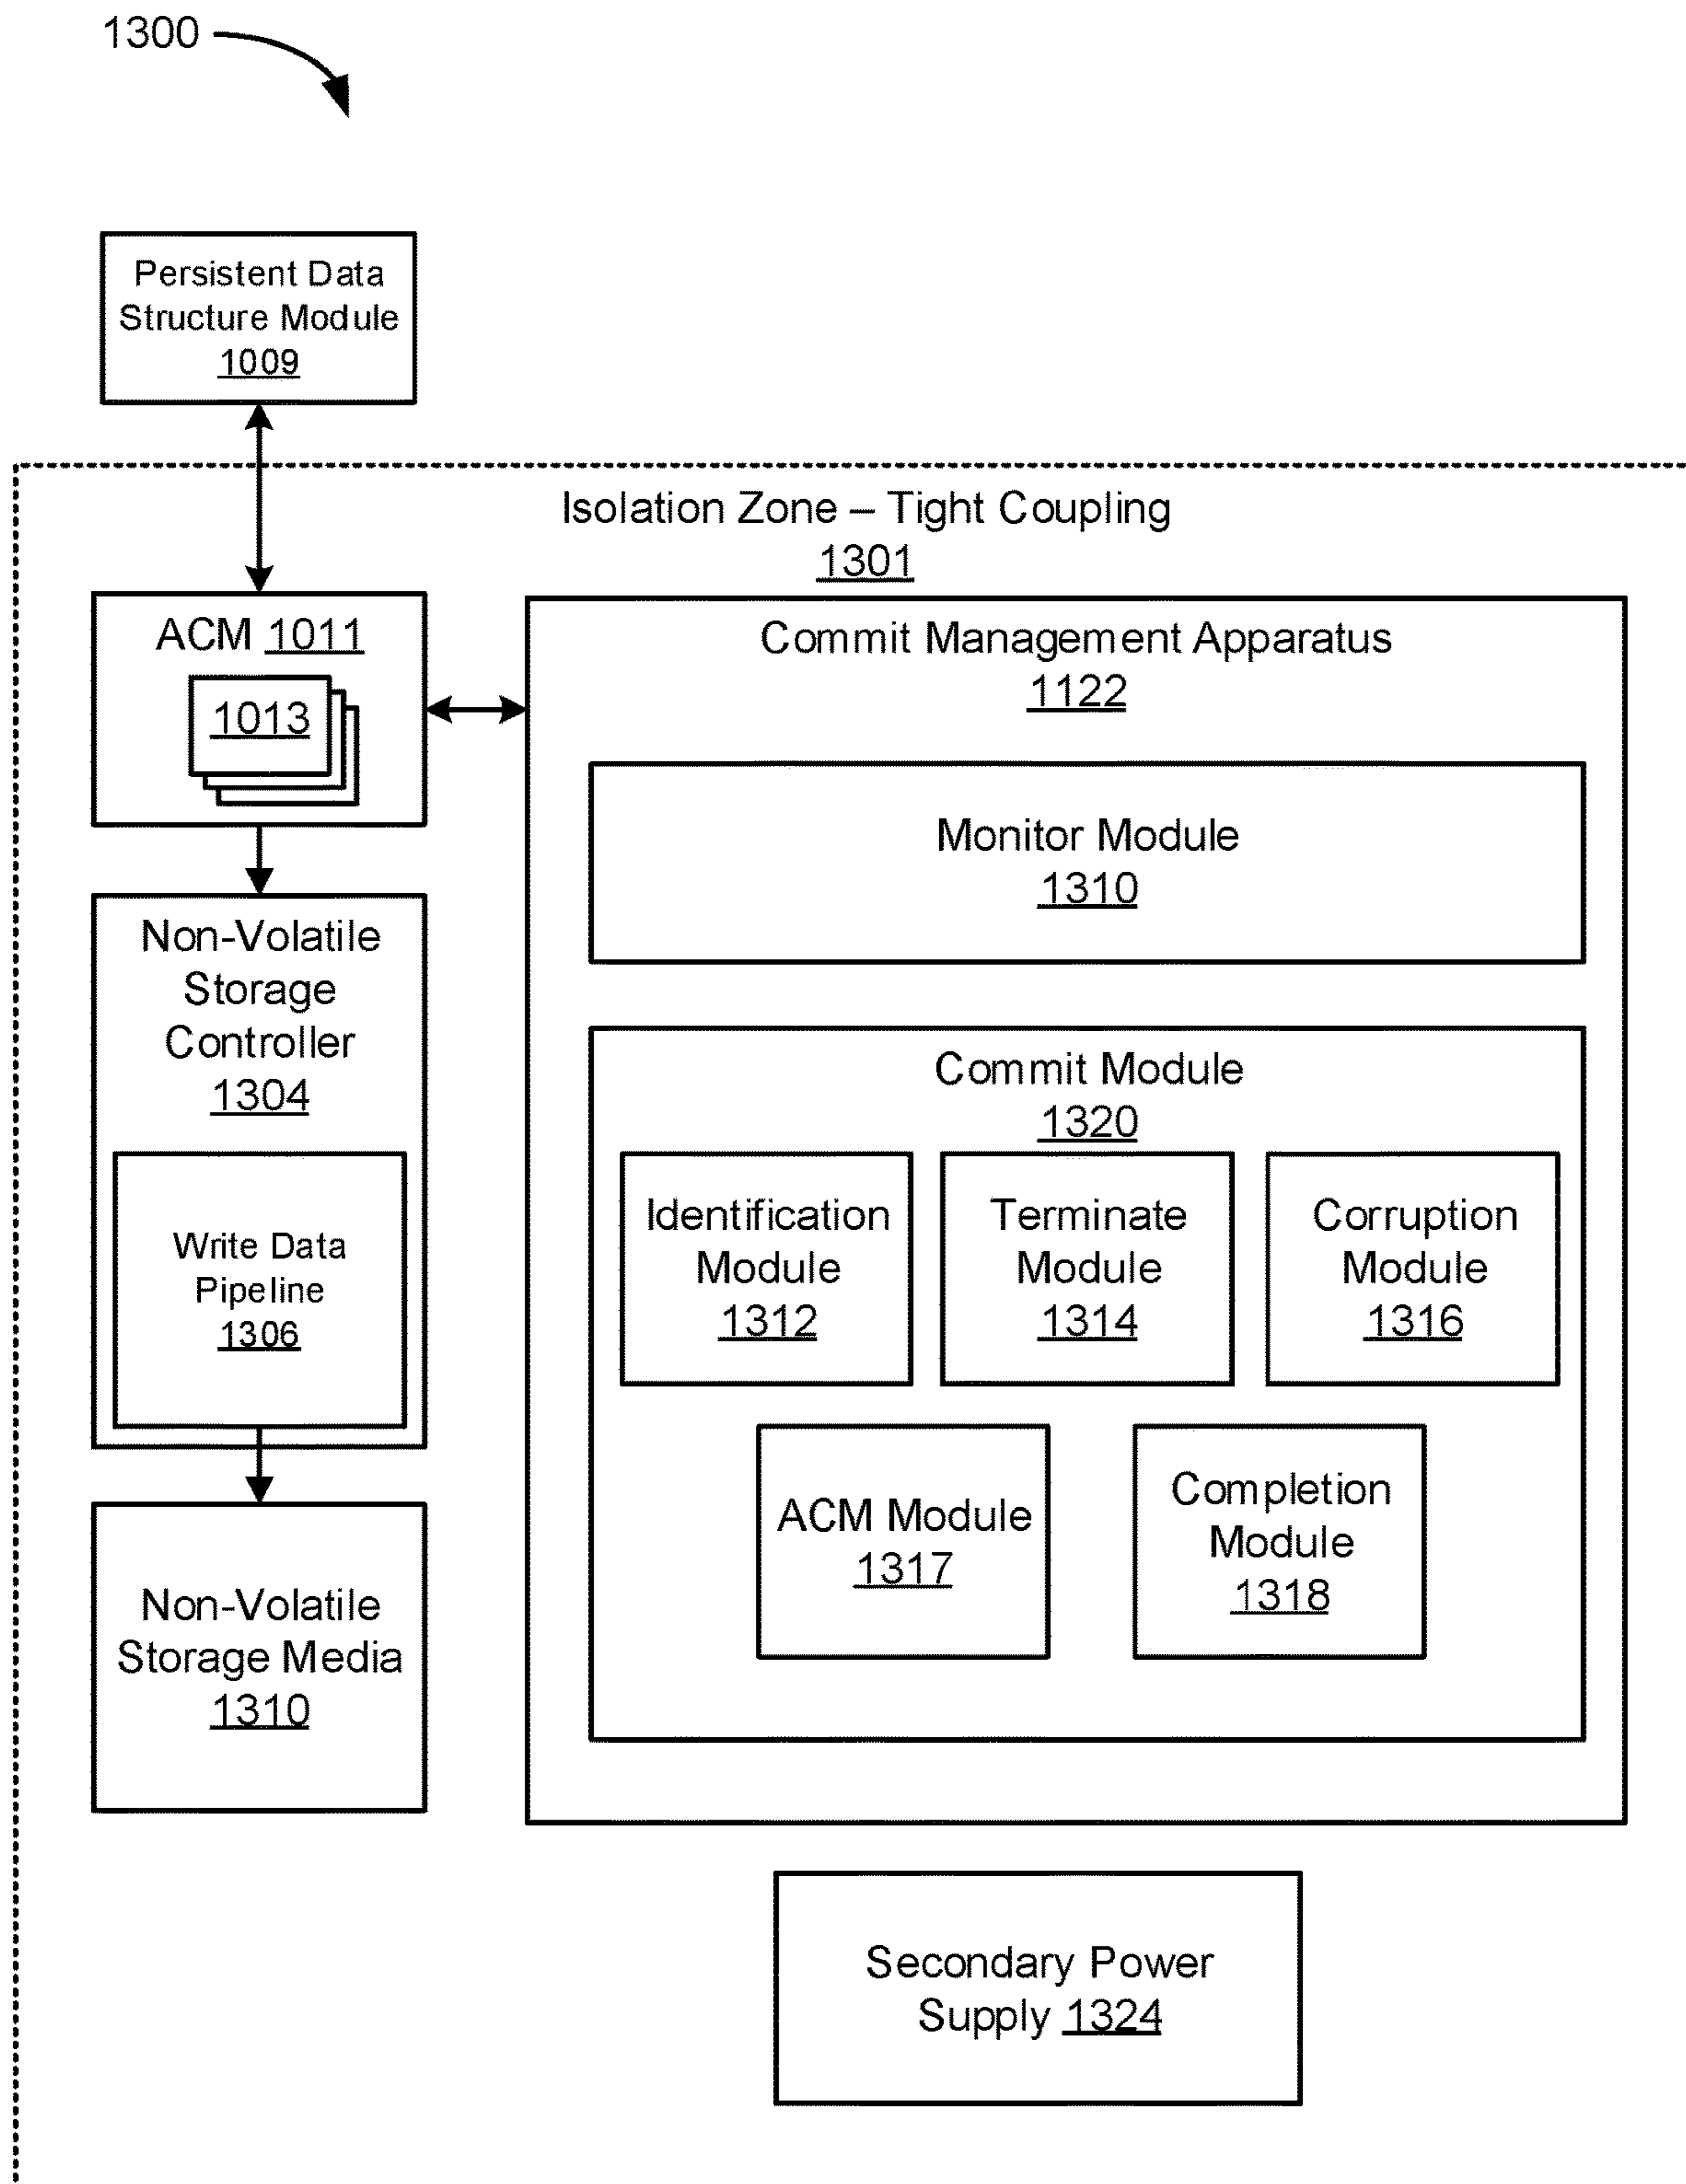 1300
Persistent Data
Structure Module
1009
Isolation Zone – Tight Coupling
1301
ACM 1011
1013
Non-Volatile
Storage
Controller
1304
Write Data
Pipeline
1306
Non-Volatile
Storage Media
1310
Commit Management Apparatus
1122
Monitor Module
1310
Commit Module
1320
Identification
Module
1312
Terminate
Module
1314
Corruption
Module
1316
ACM Module
1317
Completion
Module
1318
Secondary Power
Supply 1324